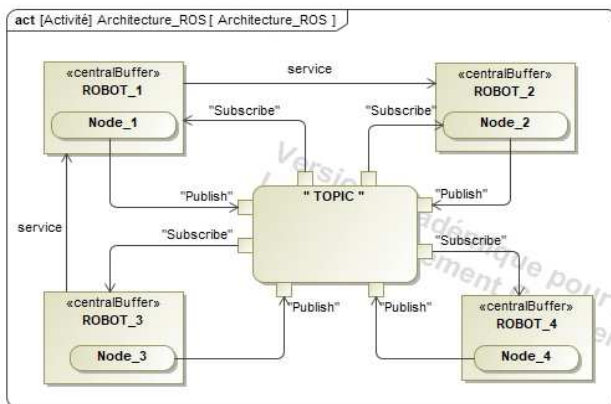 act [Activité] Architecture_ROS [ Architecture_ROS ]
«centralBuffer»
ROBOT_1
Node_1
service
«centralBuffer»
ROBOT_2
Node_2
"Subscribe"
"Subscribe"
"Publish"
" TOPIC "
"Publish"
service
"Subscribe"
"Subscribe"
«centralBuffer»
ROBOT_3
Node_3
"Publish"
"Publish"
«centralBuffer»
ROBOT_4
Node_4